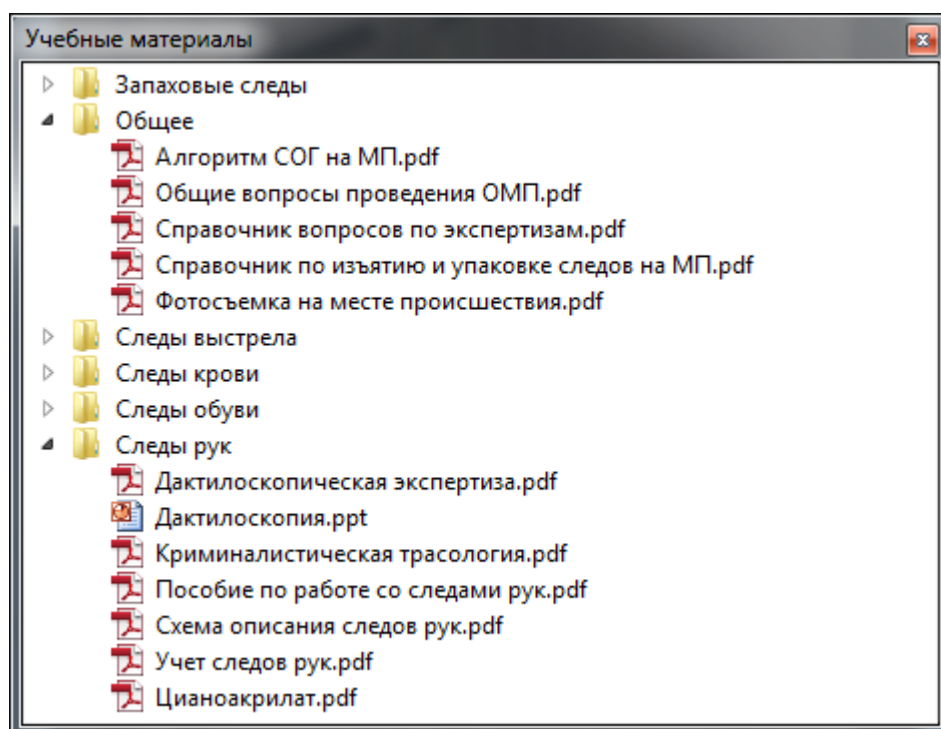 Учебные материалы
Запаховые следы
Общее
Алгоритм СОГ на МП.pdf
Общие вопросы проведения ОМП.pdf
Справочник вопросов по экспертизам.pdf
Справочник по изъятию и упаковке следов на МП.pdf
Фотосъемка на месте происшествия.pdf
Следы выстрела
Следы крови
Следы обуви
Следы рук
Дактилоскопическая экспертиза.pdf
Дактилоскопия.ppt
Криминалистическая трасология.pdf
Пособие по работе со следами рук.pdf
Схема описания следов рук.pdf
Учет следов рук.pdf
Цианоакрилат.pdf